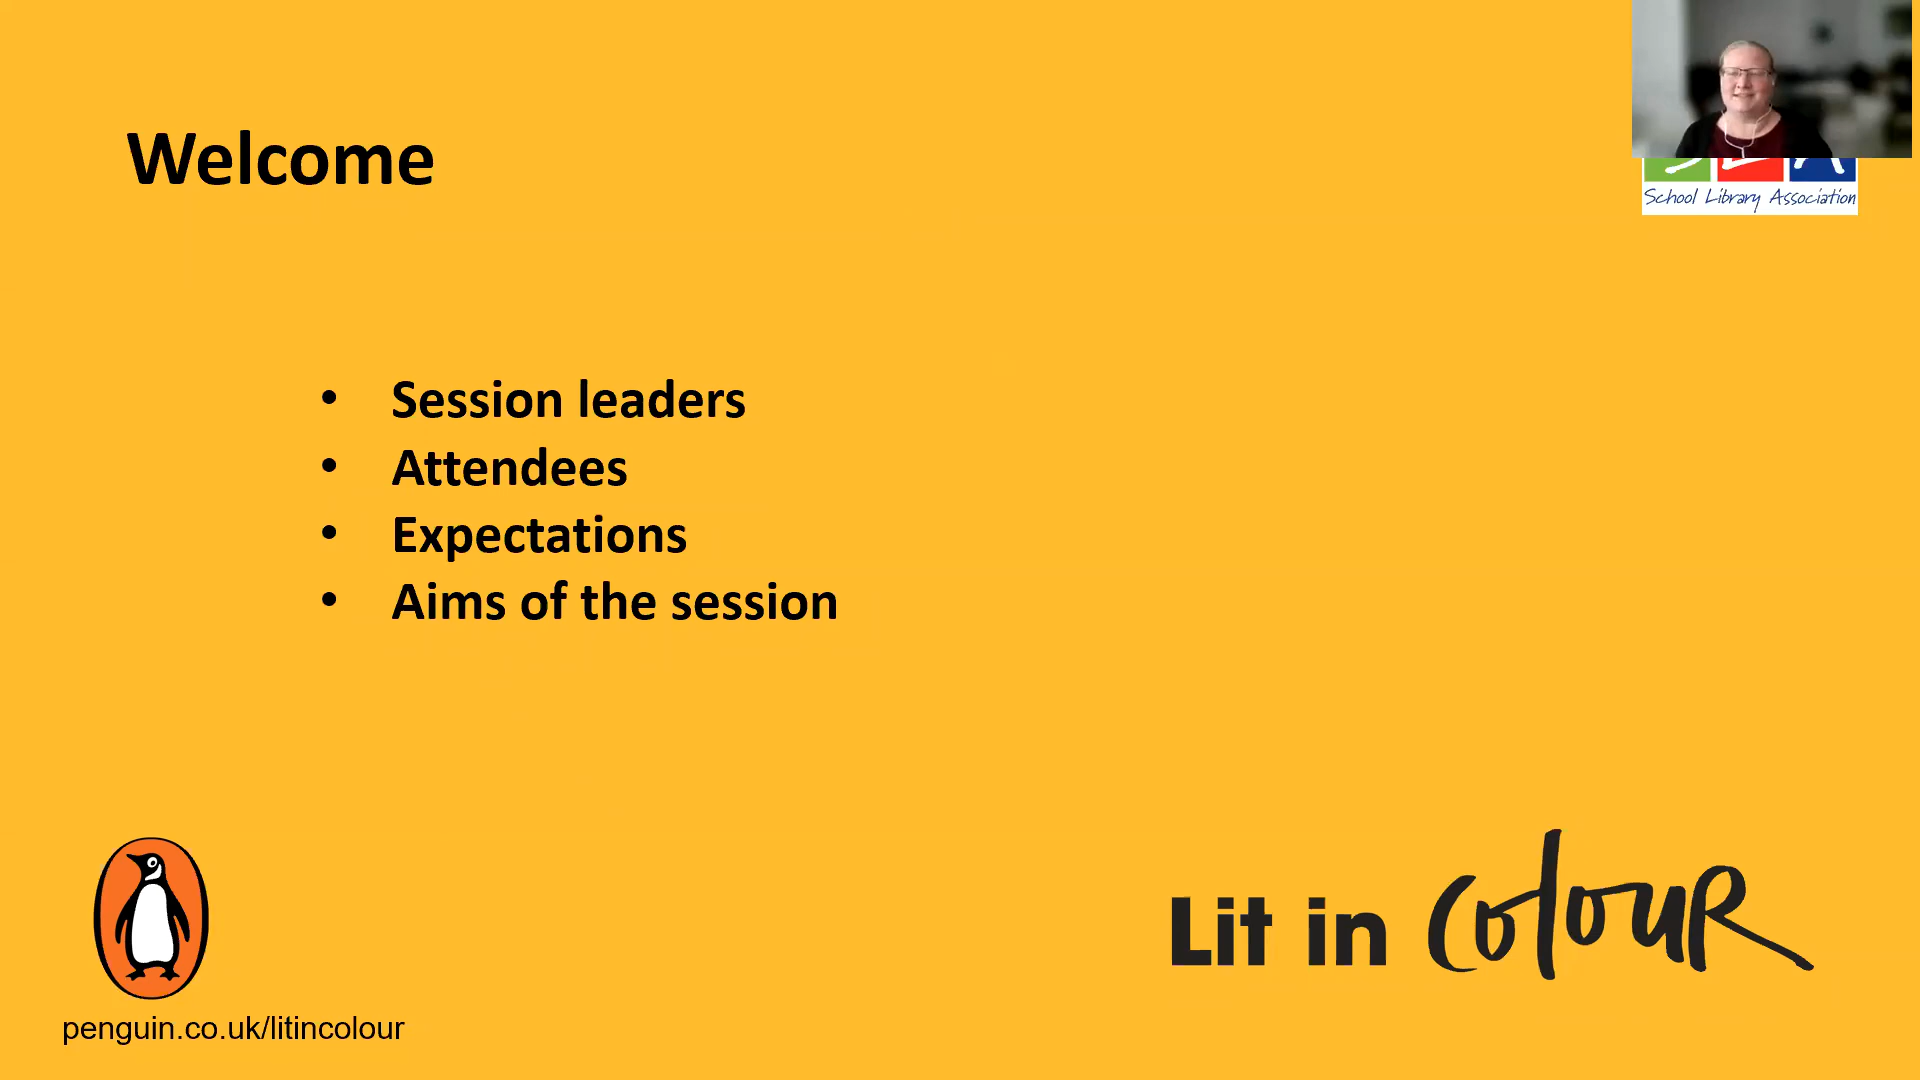 Welcome
School Library Association
• Session leaders
• Attendees
• Expectations
• Aims of the session
Lit in colouR
penguin.co.uk/litincolour